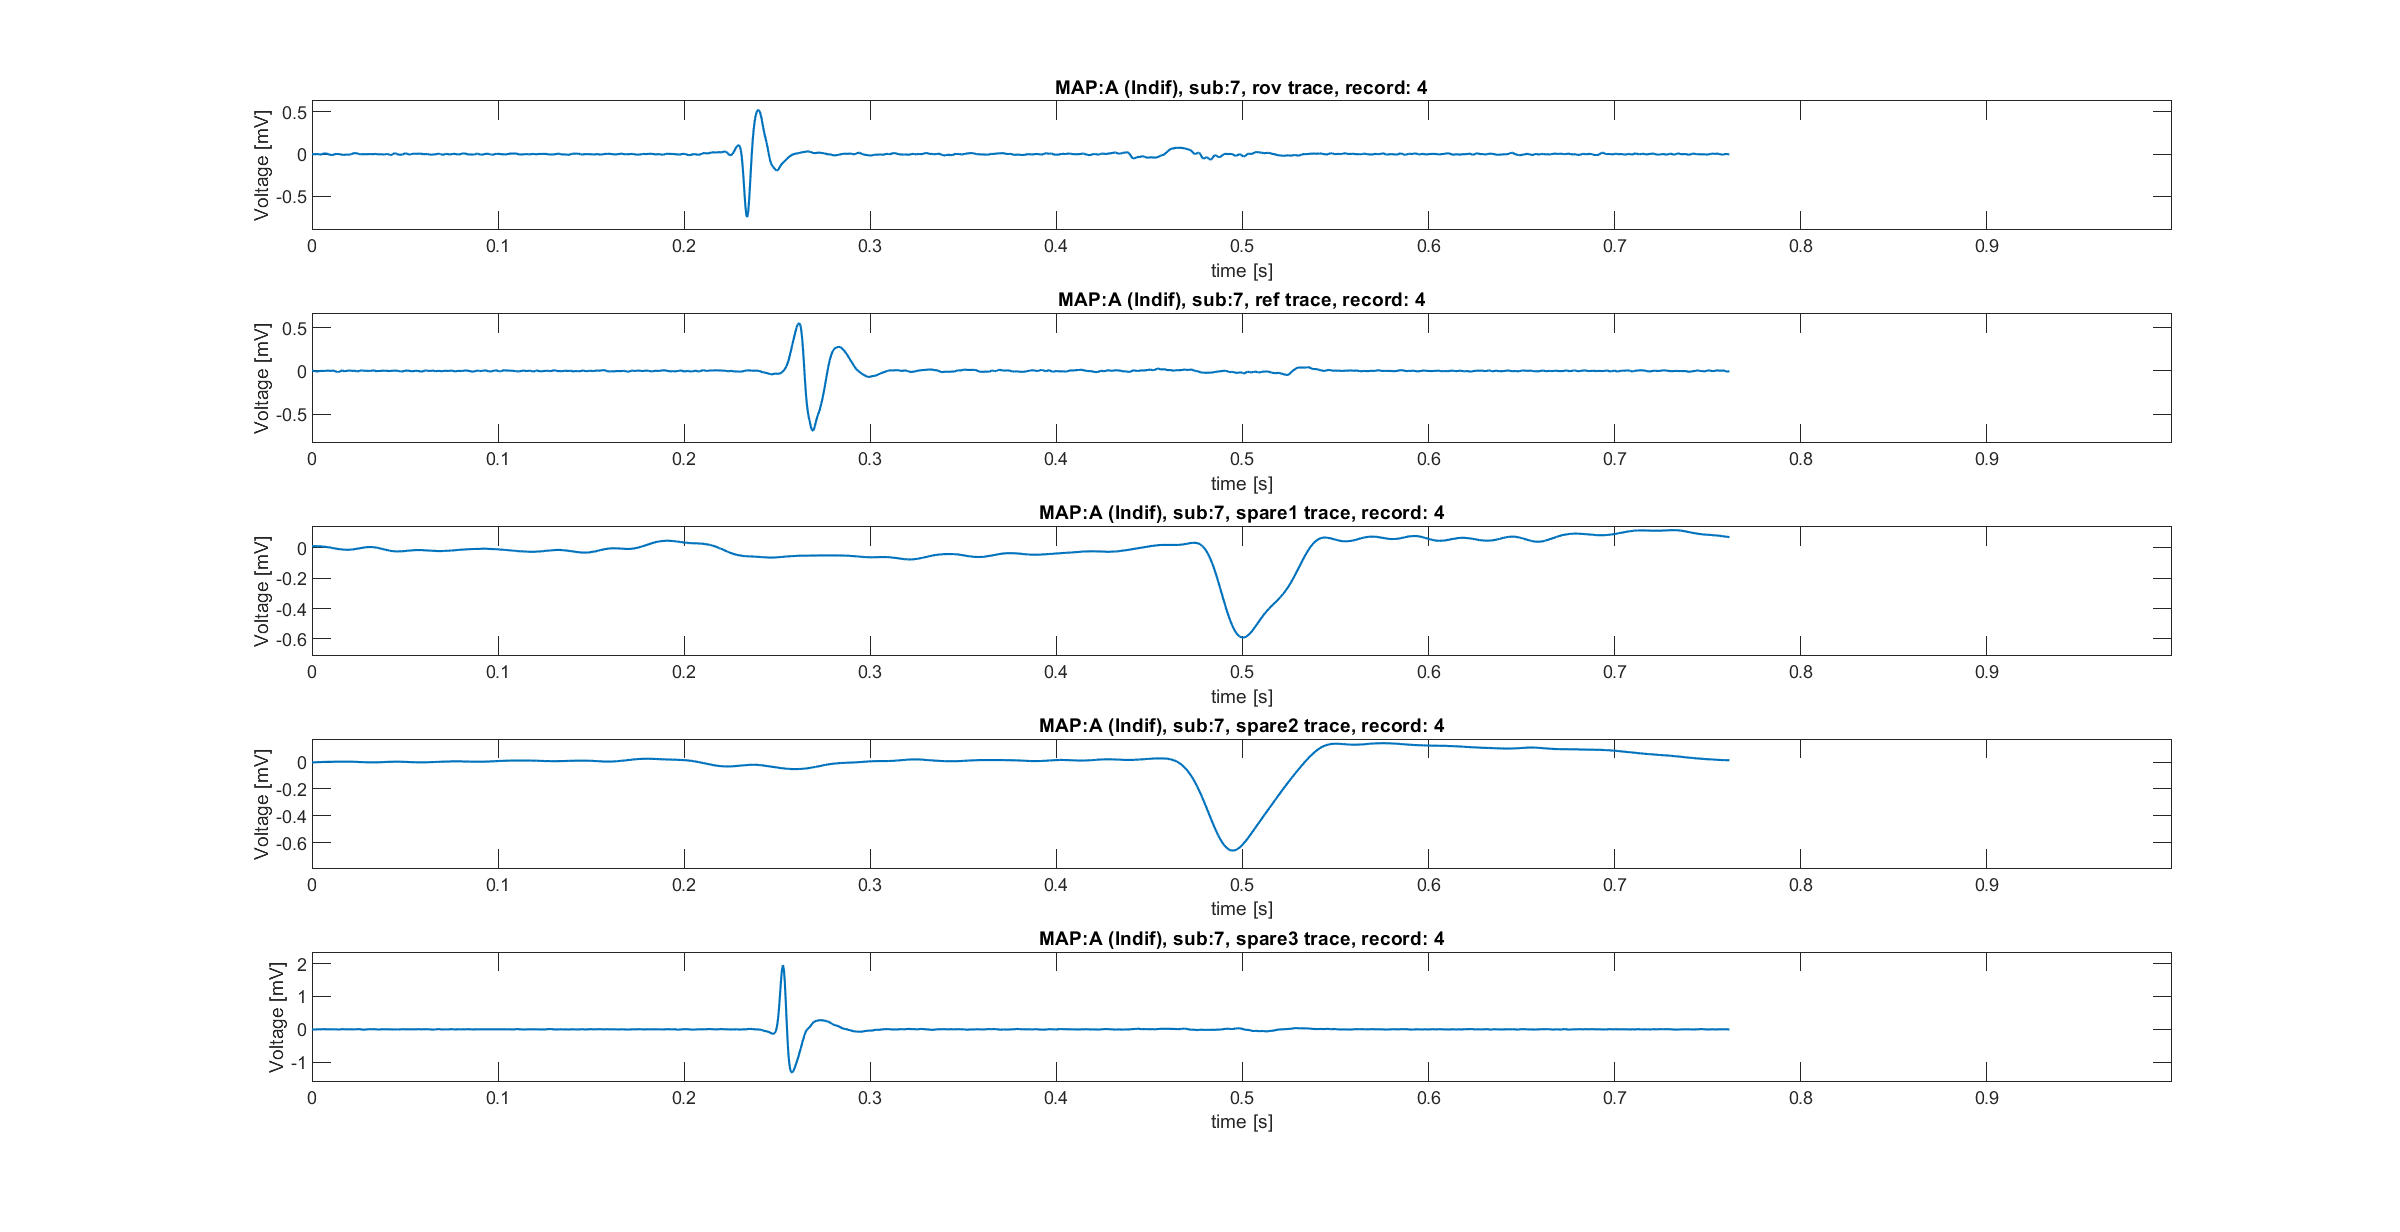 MAP:A (Indif), sub:7, rov trace, record: 4
Voltage [mV]
0.5
0
-0.5
0 0.1 0.2 0.3 0.4 0.5 0.6 0.7 0.8 0.9
time [s]
MAP:A (Indif), sub:7, ref trace, record: 4
Voltage [mV]
0.5
0
-0.5
0 0.1 0.2 0.3 0.4 0.5 0.6 0.7 0.8 0.9
time [s]
MAP:A (Indif), sub:7, spare1 trace, record: 4
Voltage [mV]
0
-0.2
-0.4
-0.6
0 0.1 0.2 0.3 0.4 0.5 0.6 0.7 0.8 0.9
time [s]
MAP:A (Indif), sub:7, spare2 trace, record: 4
Voltage [mV]
0
-0.2
-0.4
-0.6
0 0.1 0.2 0.3 0.4 0.5 0.6 0.7 0.8 0.9
time [s]
MAP:A (Indif), sub:7, spare3 trace, record: 4
Voltage [mV]
2
1
0
-1
0 0.1 0.2 0.3 0.4 0.5 0.6 0.7 0.8 0.9
time [s]